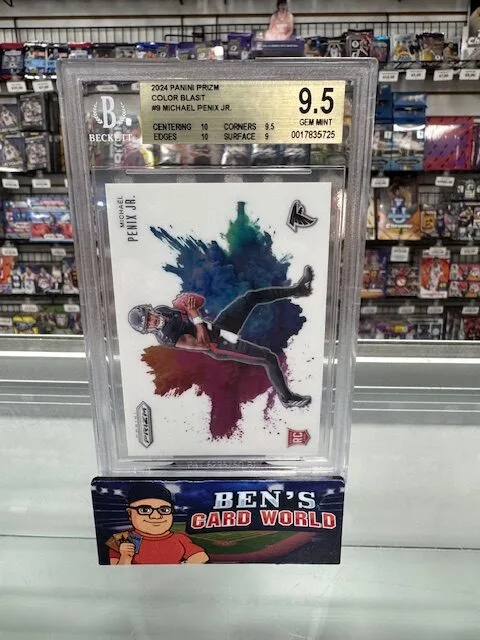 2024 PANINI PRIZM
COLOR BLAST
#9 MICHAEL PENIX JR.
CENTERING 10 CORNERS 9.5
EDGES 10 SURFACE 9
9.5
GEM MINT
0017835725
B
BECKETT
MICHAEL
PENIX JR.
PANINI
PRIZM
RC
BEN'S
CARD WORLD